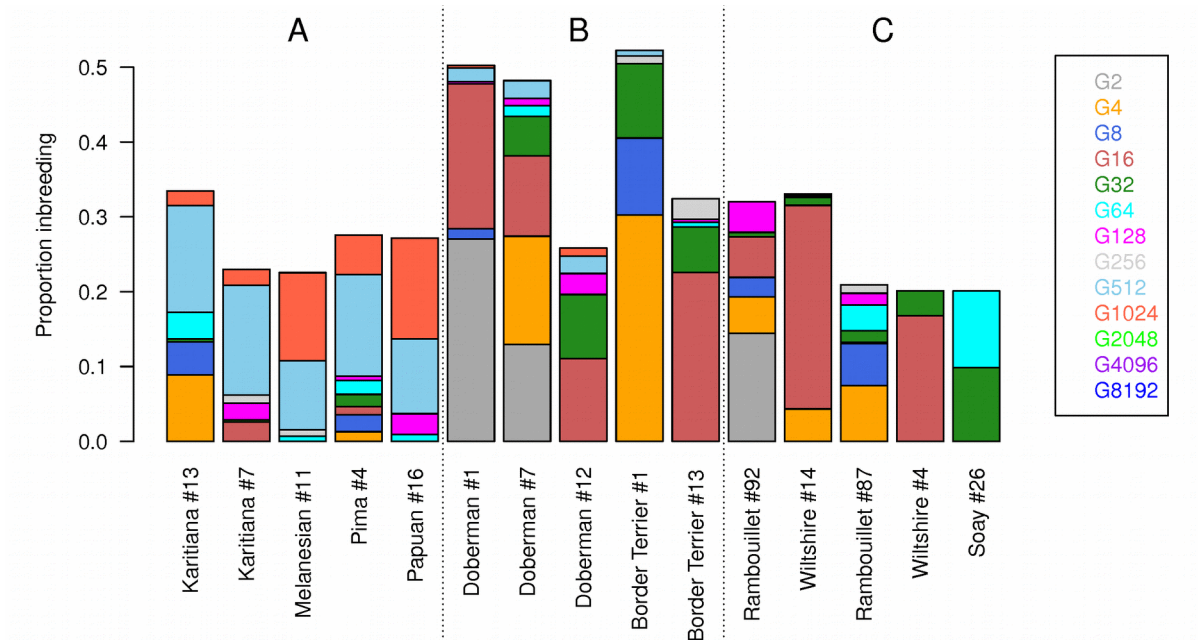 A
B
C
Proportion inbreeding
0.5
0.4
0.3
0.2
0.1
0.0
Karitiana #13
Karitiana #7
Melanesian #11
Pima #4
Papuan #16
Doberman #1
Doberman #7
Doberman #12
Border Terrier #1
Border Terrier #13
Rambouillet #92
Wiltshire #14
Rambouillet #87
Wiltshire #4
Soay #26
G2
G4
G8
G16
G32
G64
G128
G256
G512
G1024
G2048
G4096
G8192